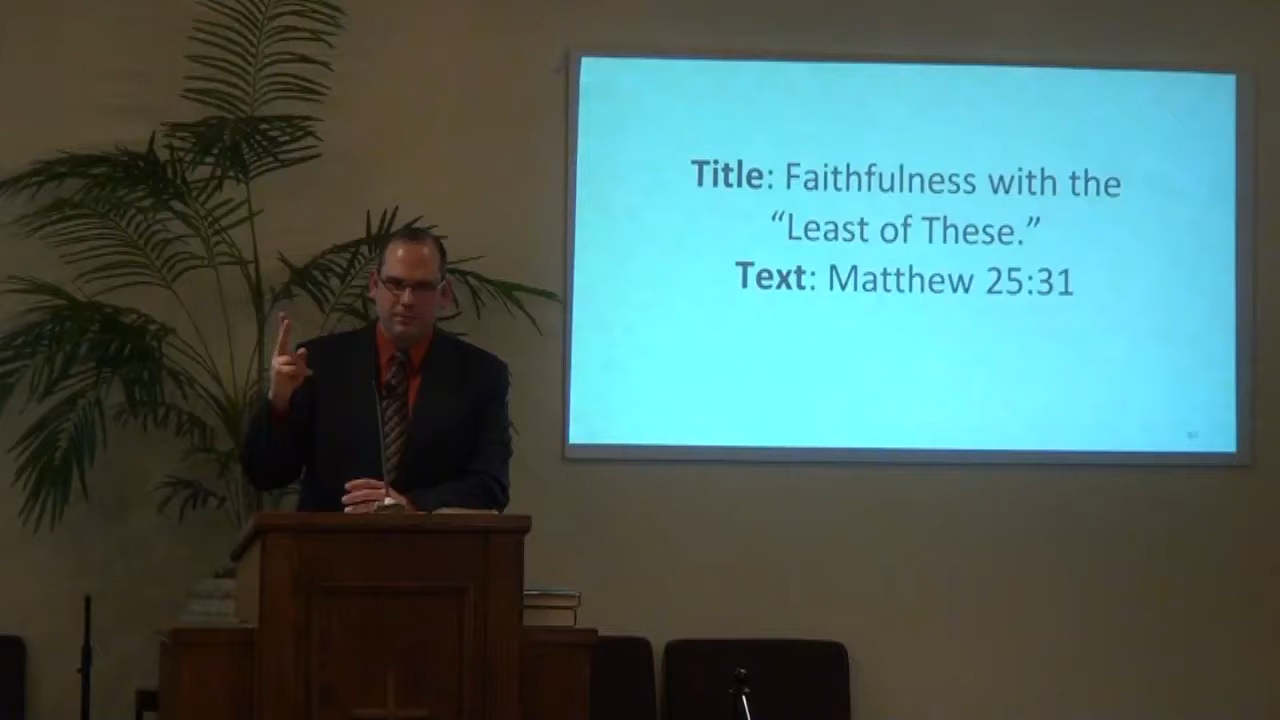 Title: Faithfulness with the
“Least of These.”
Text: Matthew 25:31